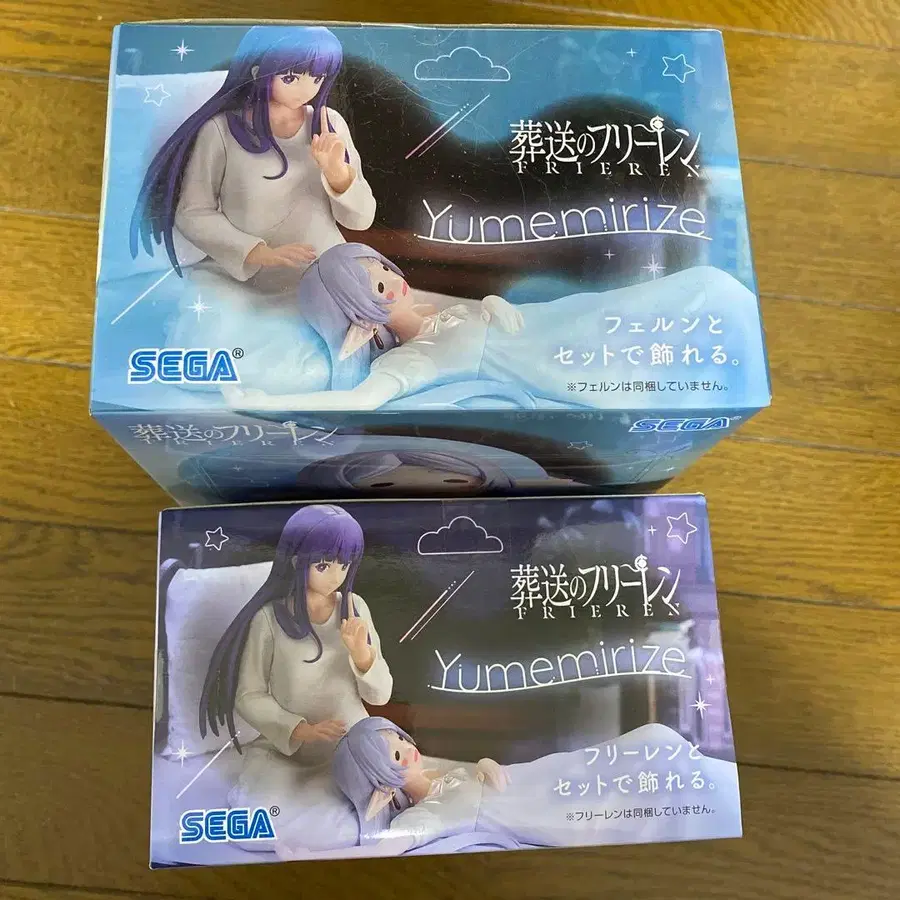 葬送のフリーレン
FRIEREN
Yumemirize
フェルンと
セットで飾れる。
※フェルンは同梱していません。
SEGA®
葬送のフリーレン
FRIEREN
SEGA®
葬送のフリーレン
FRIEREN
Yumemirize
フリーレンと
セットで飾れる。
※フリーレンは同梱していません。
SEGA®